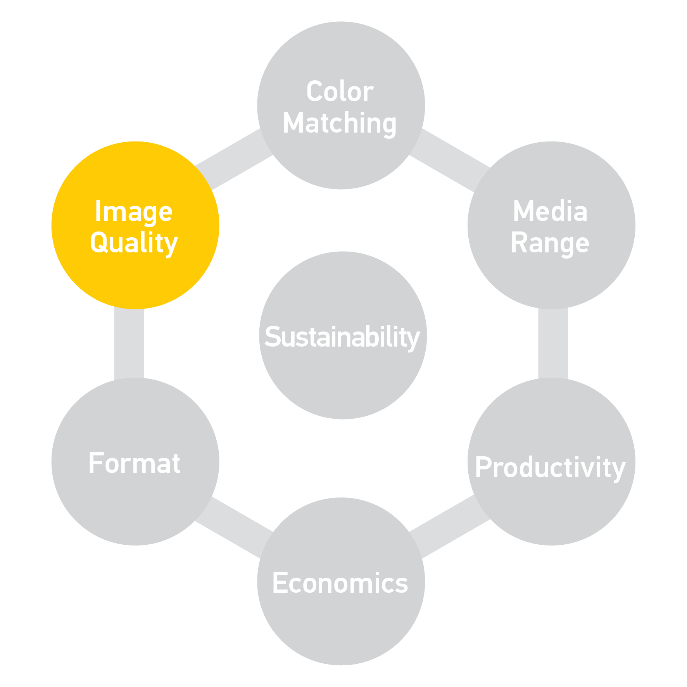 Color
Matching
Image
Quality
Media
Range
Sustainability
Format
Productivity
Economics